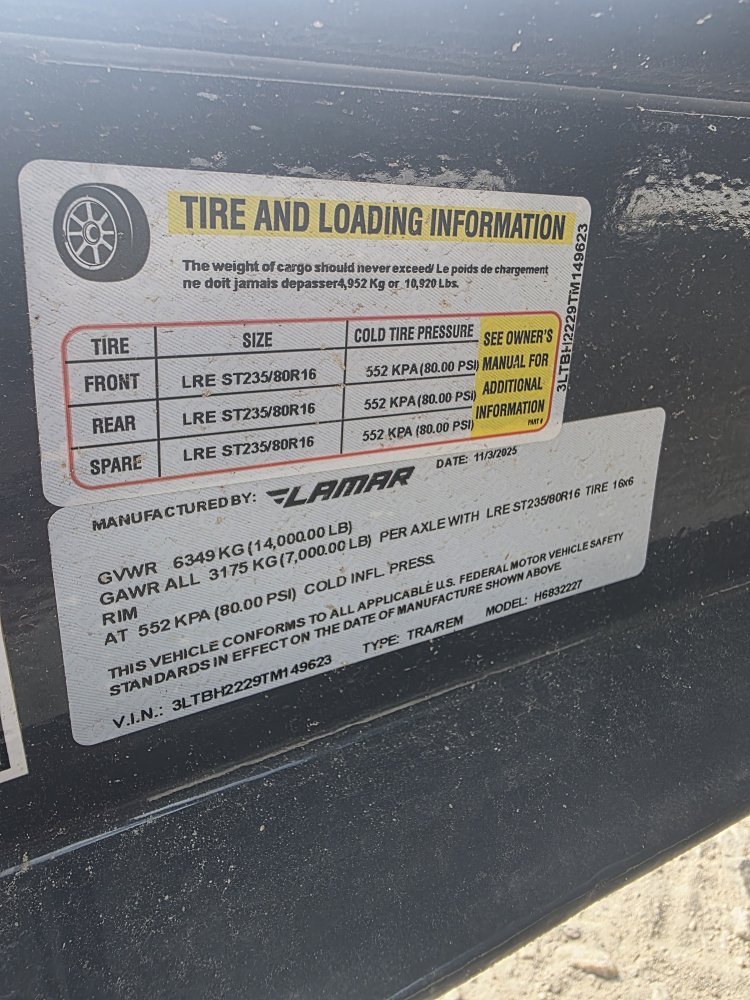 TIRE AND LOADING INFORMATION
The weight of cargo should never exceed/ Le poids de chargement
ne doit jamais depasser4,952 Kg or 10,920 Lbs.
TIRE SIZE COLD TIRE PRESSURE
FRONT LRE ST235/80R16 552 KPA(80.00 PSI)
REAR LRE ST235/80R16 552 KPA(80.00 PSI)
SPARE LRE ST235/80R16 552 KPA(80.00 PSI)
SEE OWNER'S
MANUAL FOR
ADDITIONAL
INFORMATION
PART #
3LTBH2229TM149623
MANUFACTURED BY: LAMAR DATE: 11/3/2025
GVWR 6349 KG (14,000.00 LB)
GAWR ALL 3175 KG (7,000.00 LB) PER AXLE WITH LRE ST235/80R16 TIRE 16x6
RIM
AT 552 KPA (80.00 PSI) COLD INFL. PRESS.
THIS VEHICLE CONFORMS TO ALL APPLICABLE U.S. FEDERAL MOTOR VEHICLE SAFETY
STANDARDS IN EFFECT ON THE DATE OF MANUFACTURE SHOWN ABOVE.
V.I.N.: 3LTBH2229TM149623 TYPE: TRA/REM MODEL: H6832227